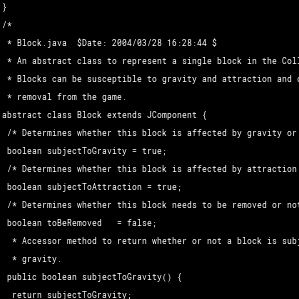 }
/*
* Block.java  $Date: 2004/03/28 16:28:44 $
* An abstract class to represent a single block in the
* Blocks can be susceptible to gravity and attraction and
* removal from the game.
abstract class Block extends JComponent {
/* Determines whether this block is affected by gravity or
boolean subjectToGravity = true;
/* Determines whether this block is affected by attraction
boolean subjectToAttraction = true;
/* Determines whether this block needs to be removed or
boolean toBeRemoved   = false;
* Accessor method to return whether or not a block is
* gravity.
public boolean subjectToGravity() {
return subjectToGravity;